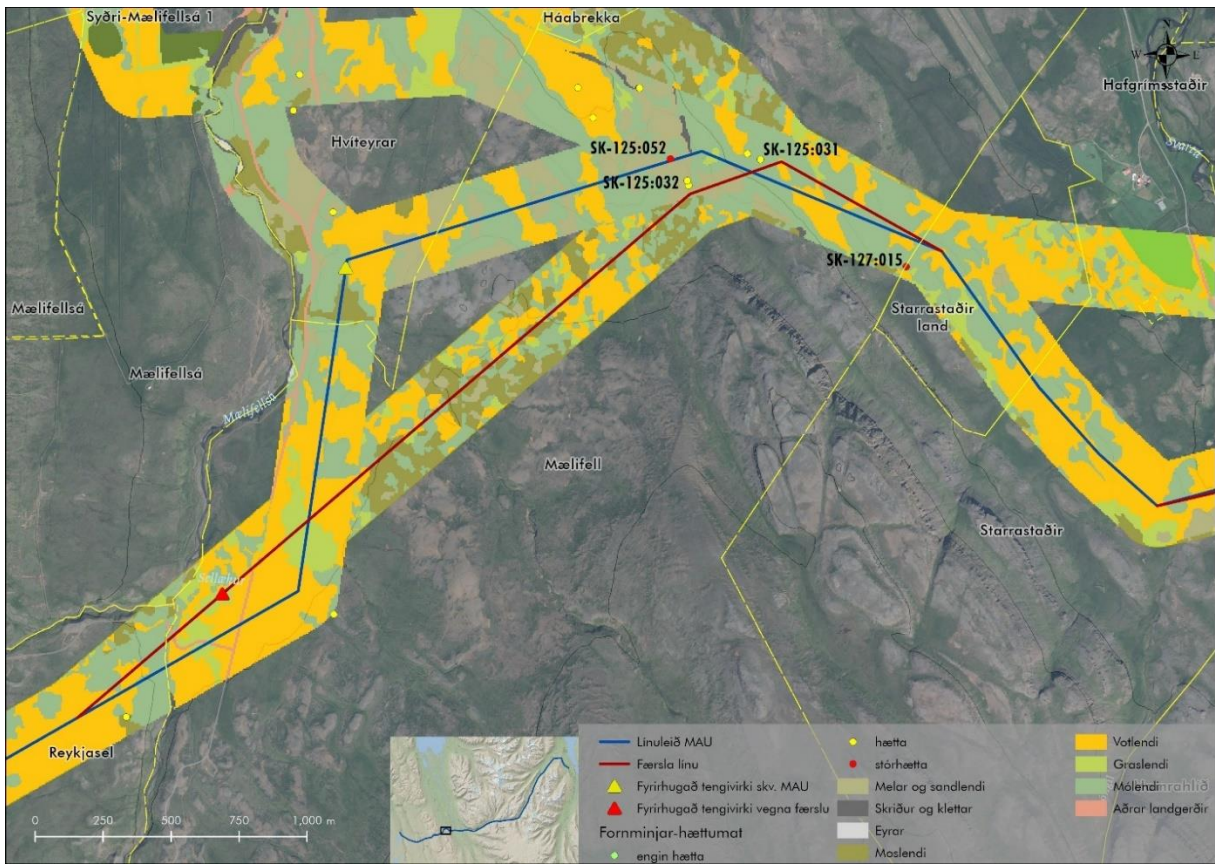 Syðri-Mælifellsá 1
Háabrekka
N
W
L
Hafgrímsstaðir
Hvíteyrar
SK-125:052
SK-125:031
SK-125:032
Svartá
SK-127:015
Starrastaðir
land
Mælifellsá
Mælifellsá
Mælifellsá
Mælifell
Starrastaðir
Sellækur
Reykjasel
Línuleið MAU
Færsla línu
Fyrirhugað tengivirki skv. MAU
Fyrirhugað tengivirki vegna færslu
Fornminjar-hættumat
engin hætta
hætta
stórhætta
Melar og sandlendi
Skriður og klettar
Eyrar
Moslendi
Votlendi
Graslendi
Mólendi
Aðrar landgerðir
0 250 500 1,000 m